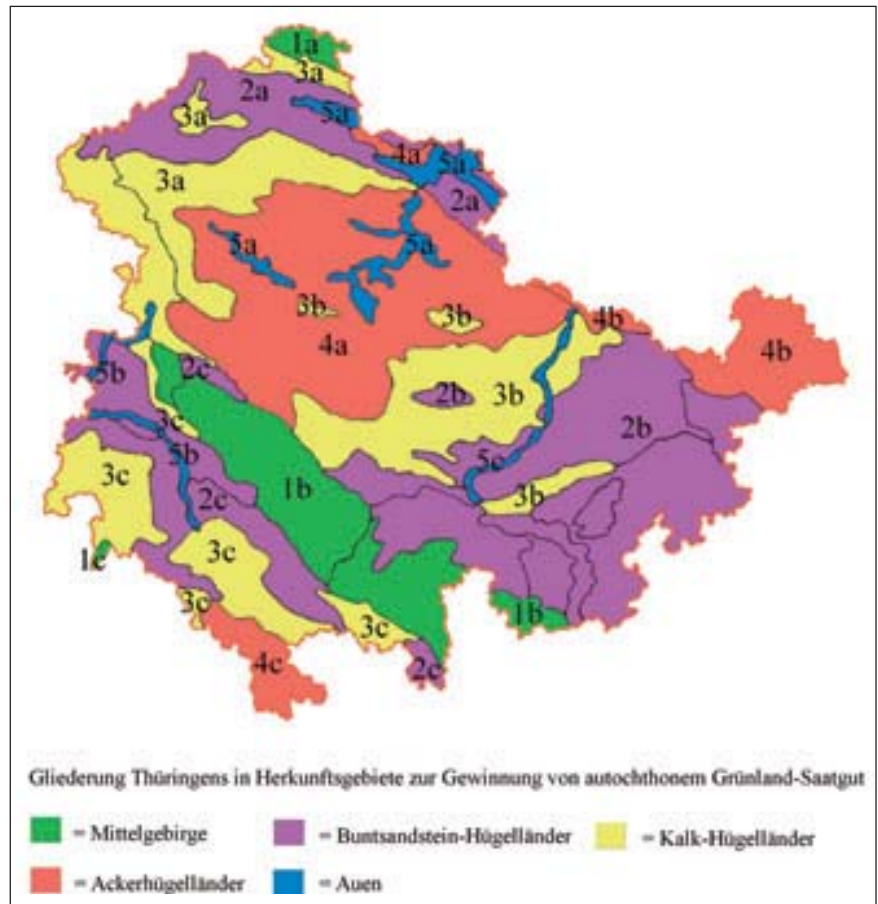 1a
3a
2a
3a
5a
4a
5a
3a
2a
5a
5a
3b
3b
4b
4a
4b
5b
2c
2b
3b
2b
3c
5b
5c
3c
1b
3b
2c
3c
1c
1b
3c
3c
4c
2c
Gliederung Thüringens in Herkunftsgebiete zur Gewinnung von autochthonem Grünland-Saatgut
= Mittelgebirge = Buntsandstein-Hügelländer = Kalk-Hügelländer
= Ackerhügelländer = Auen